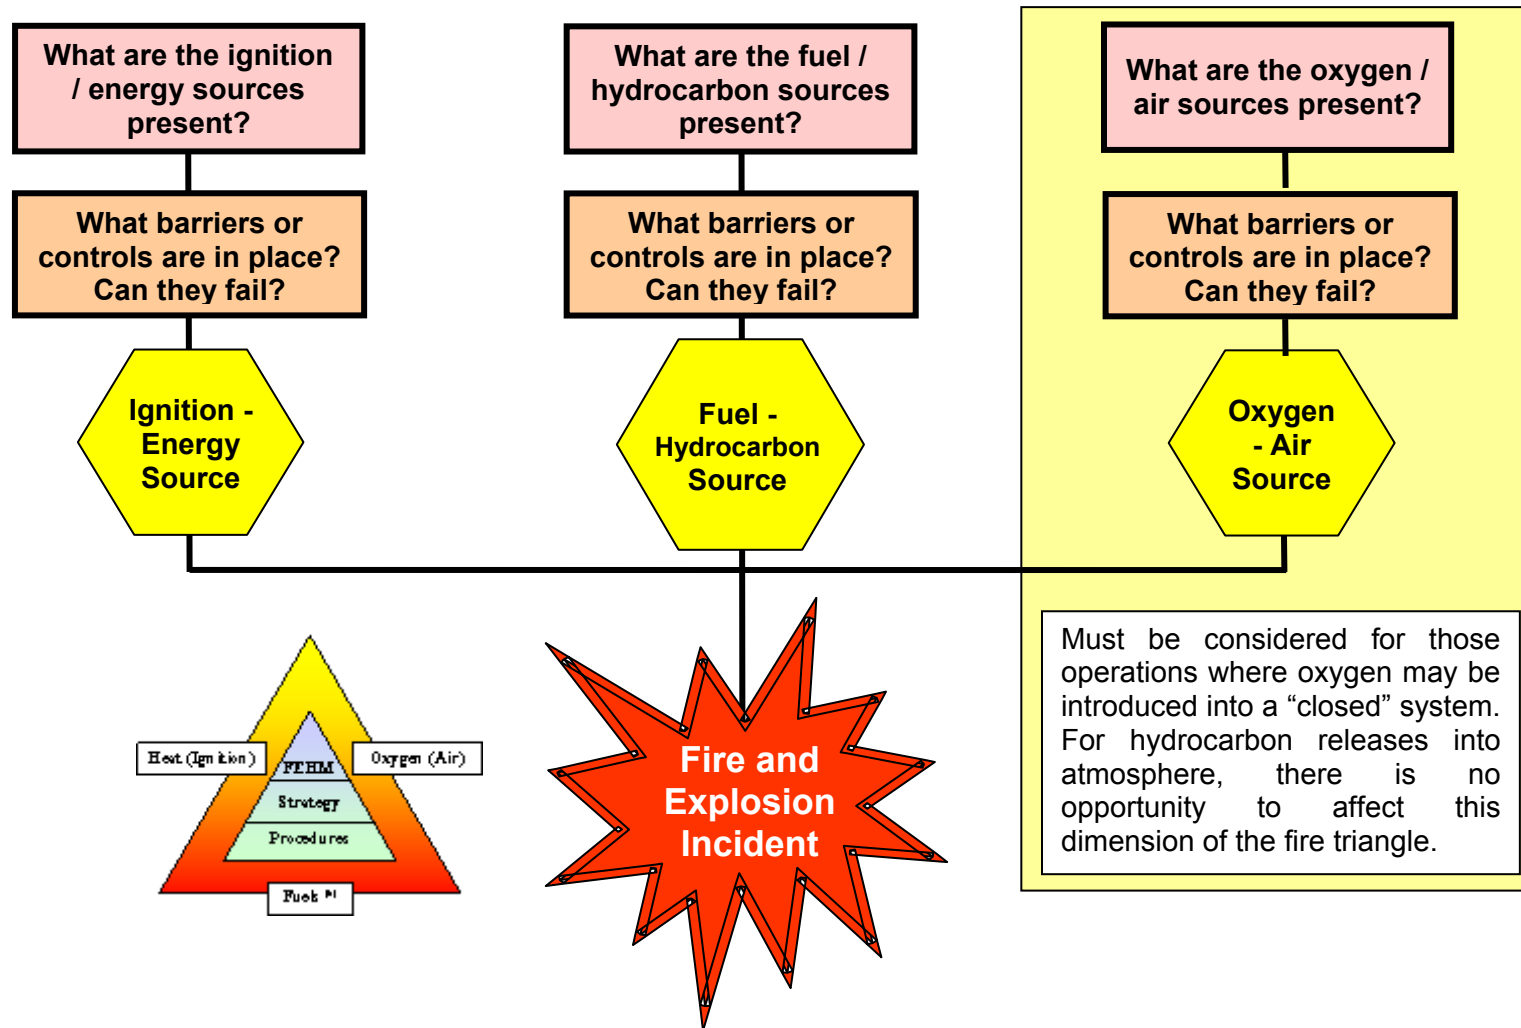 What are the ignition
/ energy sources
present?
What are the fuel /
hydrocarbon sources
present?
What are the oxygen /
air sources present?
What barriers or
controls are in place?
Can they fail?
What barriers or
controls are in place?
Can they fail?
What barriers or
controls are in place?
Can they fail?
Ignition -
Energy
Source
Fuel -
Hydrocarbon
Source
Oxygen
- Air
Source
Must be considered for those
operations where oxygen may be
introduced into a “closed” system.
For hydrocarbon releases into
atmosphere, there is no
opportunity to affect this
dimension of the fire triangle.
Fire and
Explosion
Incident
Heat (Ignition)
Oxygen (Air)
FEHM
Strategy
Procedures